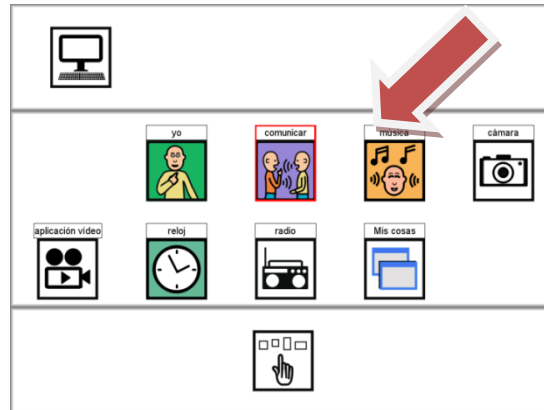 yo
comunicar
música
cámara
aplicación vídeo
reloj
radio
Mis cosas